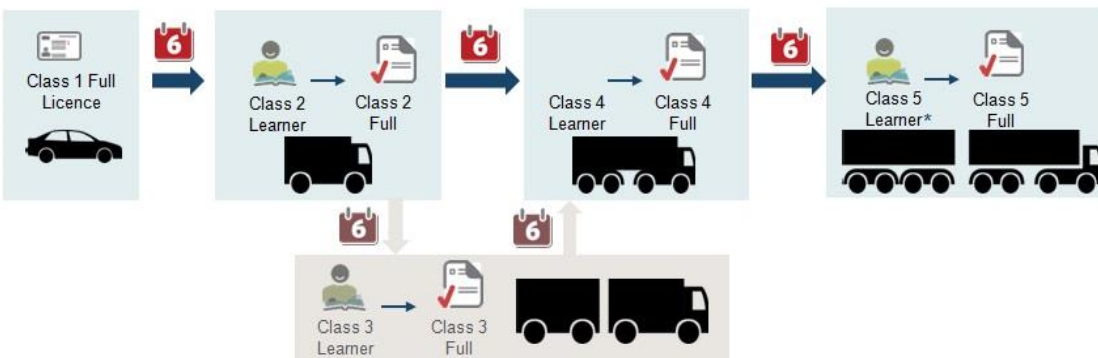 6
6
6
Class 1 Full
Licence
Class 2
Learner
Class 2
Full
Class 4
Learner
Class 4
Full
Class 5
Learner*
Class 5
Full
6
6
Class 3
Learner
Class 3
Full